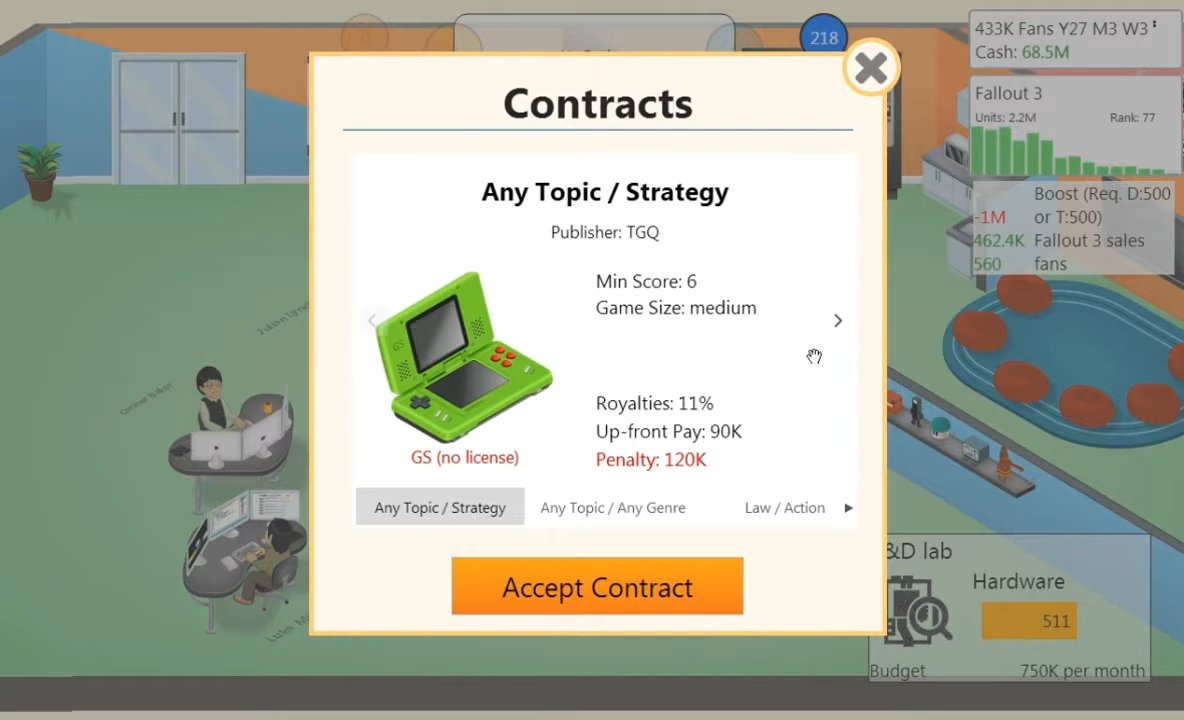 218
433K Fans Y27 M3 W3
Cash: 68.5M
Fallout 3
Units: 2.2M
Rank: 77
Boost (Req. D:500
-1M
or T:500)
462.4K Fallout 3 sales
560 fans
Contracts
Any Topic / Strategy
Publisher: TGQ
Min Score: 6
Game Size: medium
GS
Royalties: 11%
Up-front Pay: 90K
GS (no license)
Penalty: 120K
Any Topic / Strategy
Any Topic / Any Genre
Law / Action
Accept Contract
&D lab
Hardware
511
Budget
750K per month